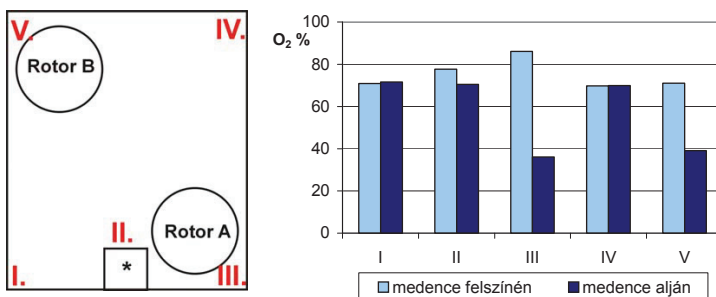 V.
IV.
Rotor B
II.
Rotor A
I.
*
III.
O2 %
100
80
60
40
20
0
I
II
III
IV
V
medence felszínén
medence alján